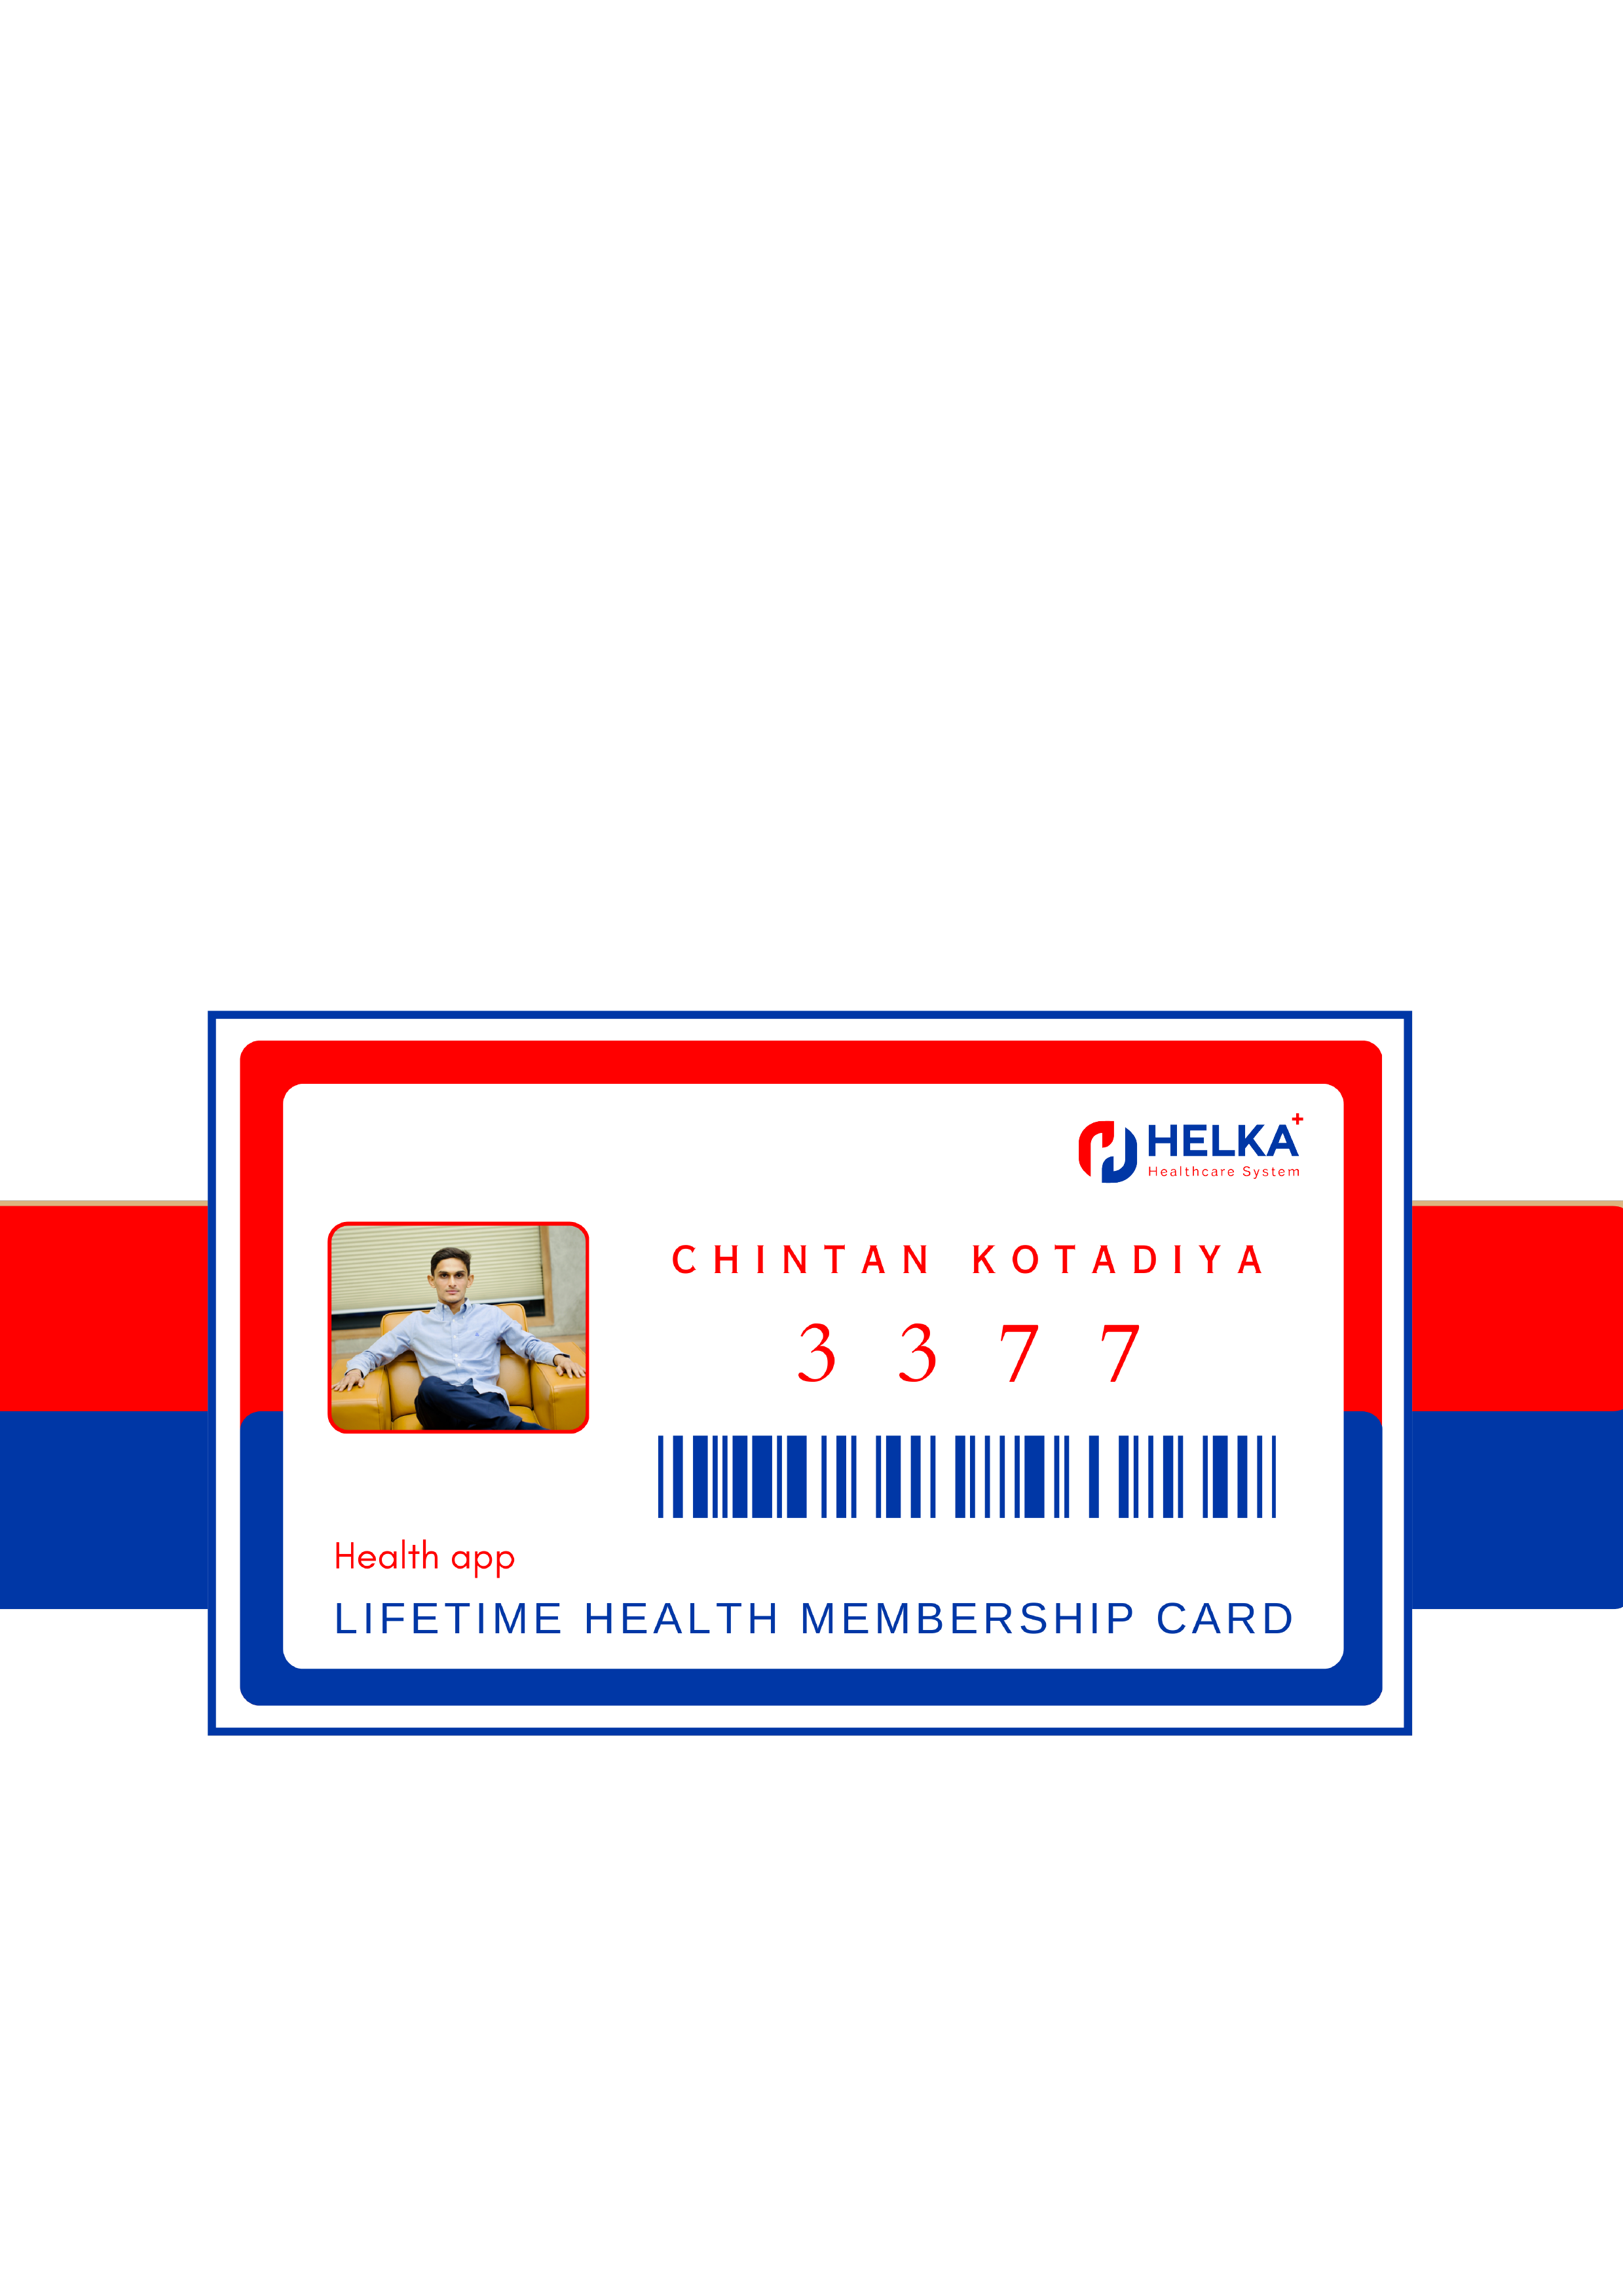 HELKA+
Healthcare System
CHINTAN KOTADIYA
3 3 7 7
Health app
LIFETIME HEALTH MEMBERSHIP CARD